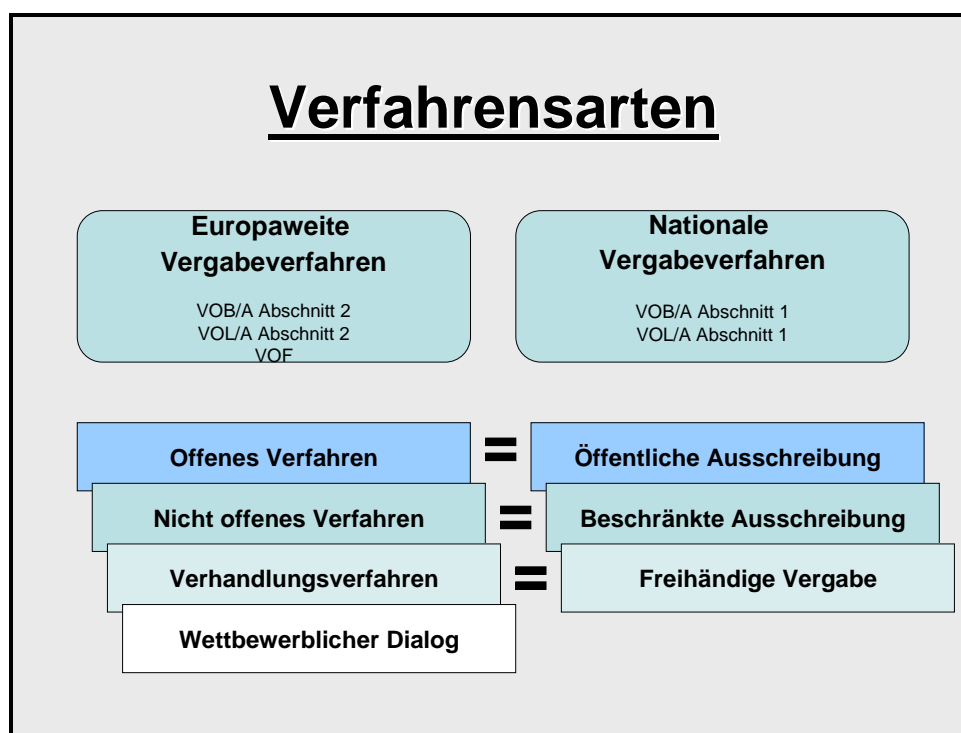 Verfahrensarten
Europaweite
Vergabeverfahren
VOB/A Abschnitt 2
VOL/A Abschnitt 2
VOF
Nationale
Vergabeverfahren
VOB/A Abschnitt 1
VOL/A Abschnitt 1
Offenes Verfahren = Öffentliche Ausschreibung
Nicht offenes Verfahren = Beschränkte Ausschreibung
Verhandlungsverfahren = Freihändige Vergabe
Wettbewerblicher Dialog